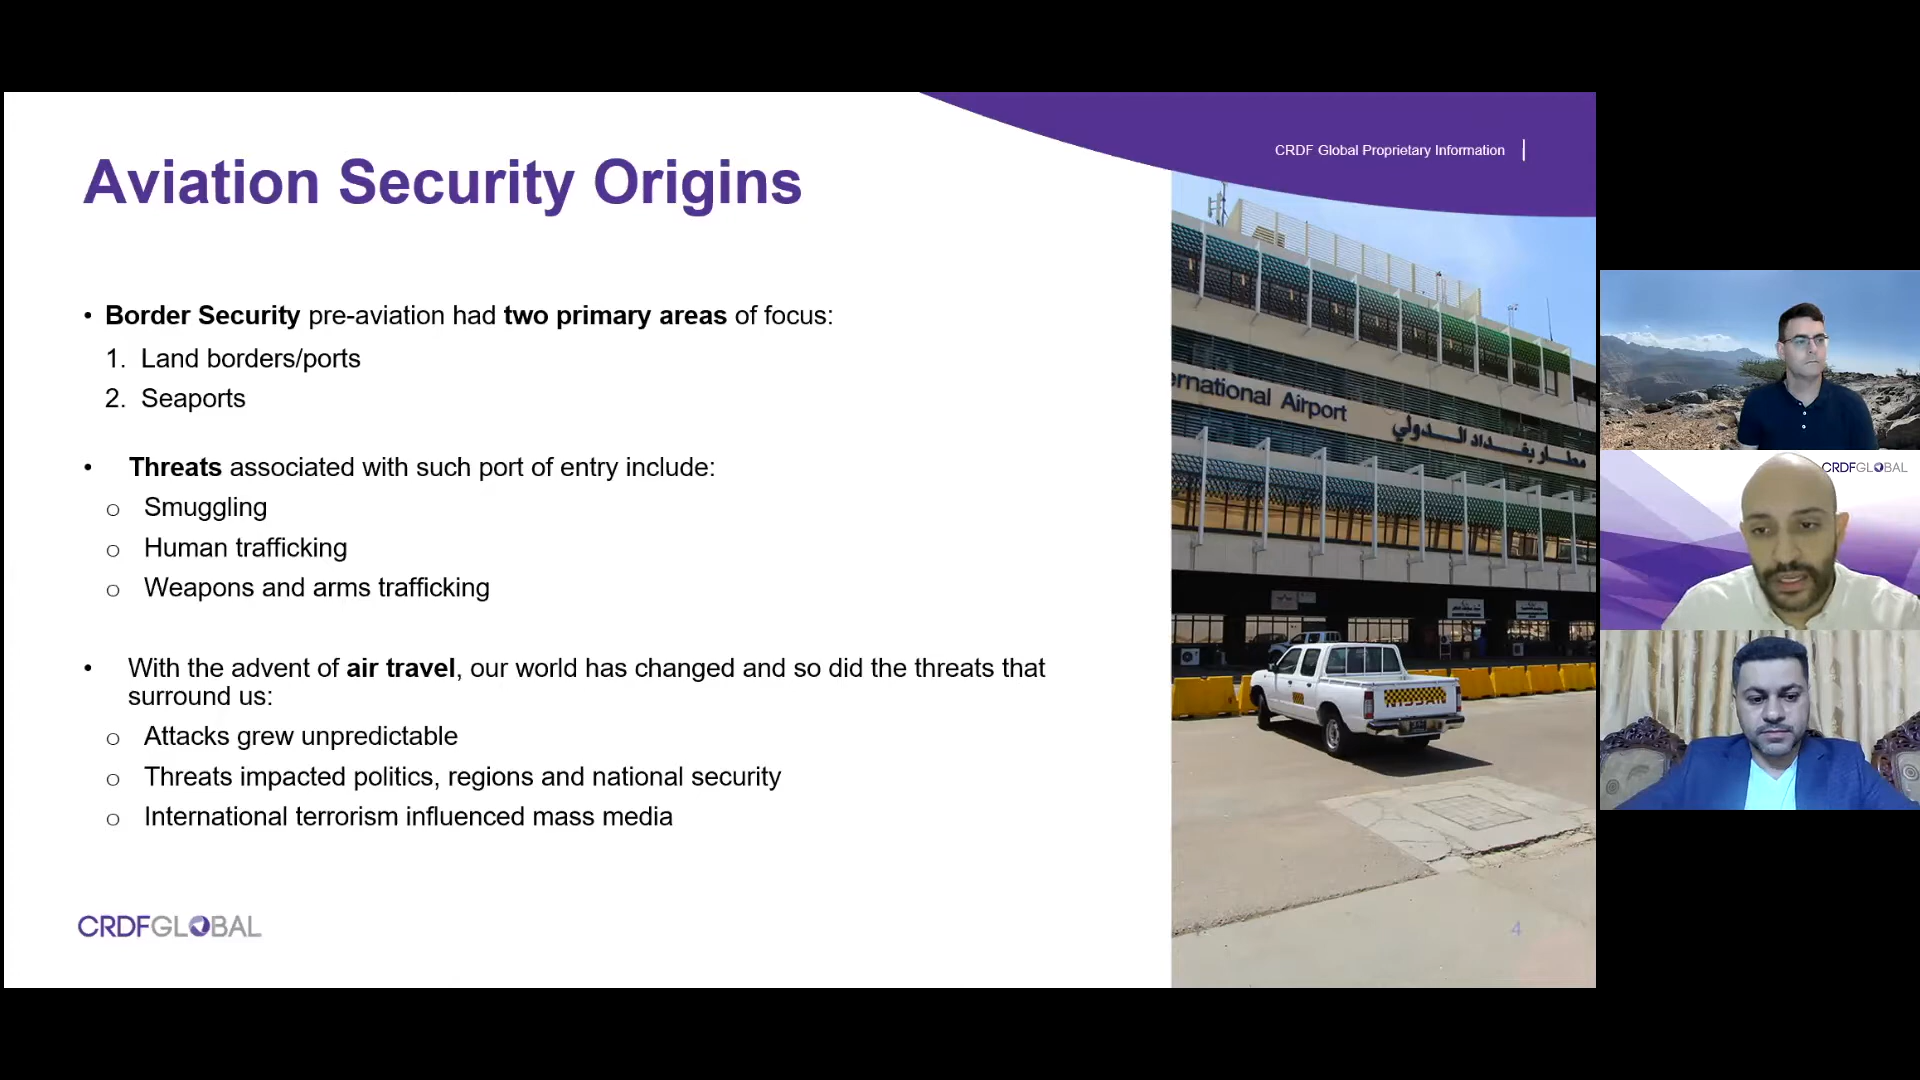 CRDF Global Proprietary Information
Aviation Security Origins
• Border Security pre-aviation had two primary areas of focus:
1. Land borders/ports
2. Seaports
• Threats associated with such port of entry include:
o Smuggling
o Human trafficking
o Weapons and arms trafficking
• With the advent of air travel, our world has changed and so did the threats that
surround us:
o Attacks grew unpredictable
o Threats impacted politics, regions and national security
o International terrorism influenced mass media
CRDFGLOBAL
ernational Airport
مطار بغداد الدولي
NISSAN
4
CRDFGLOBAL